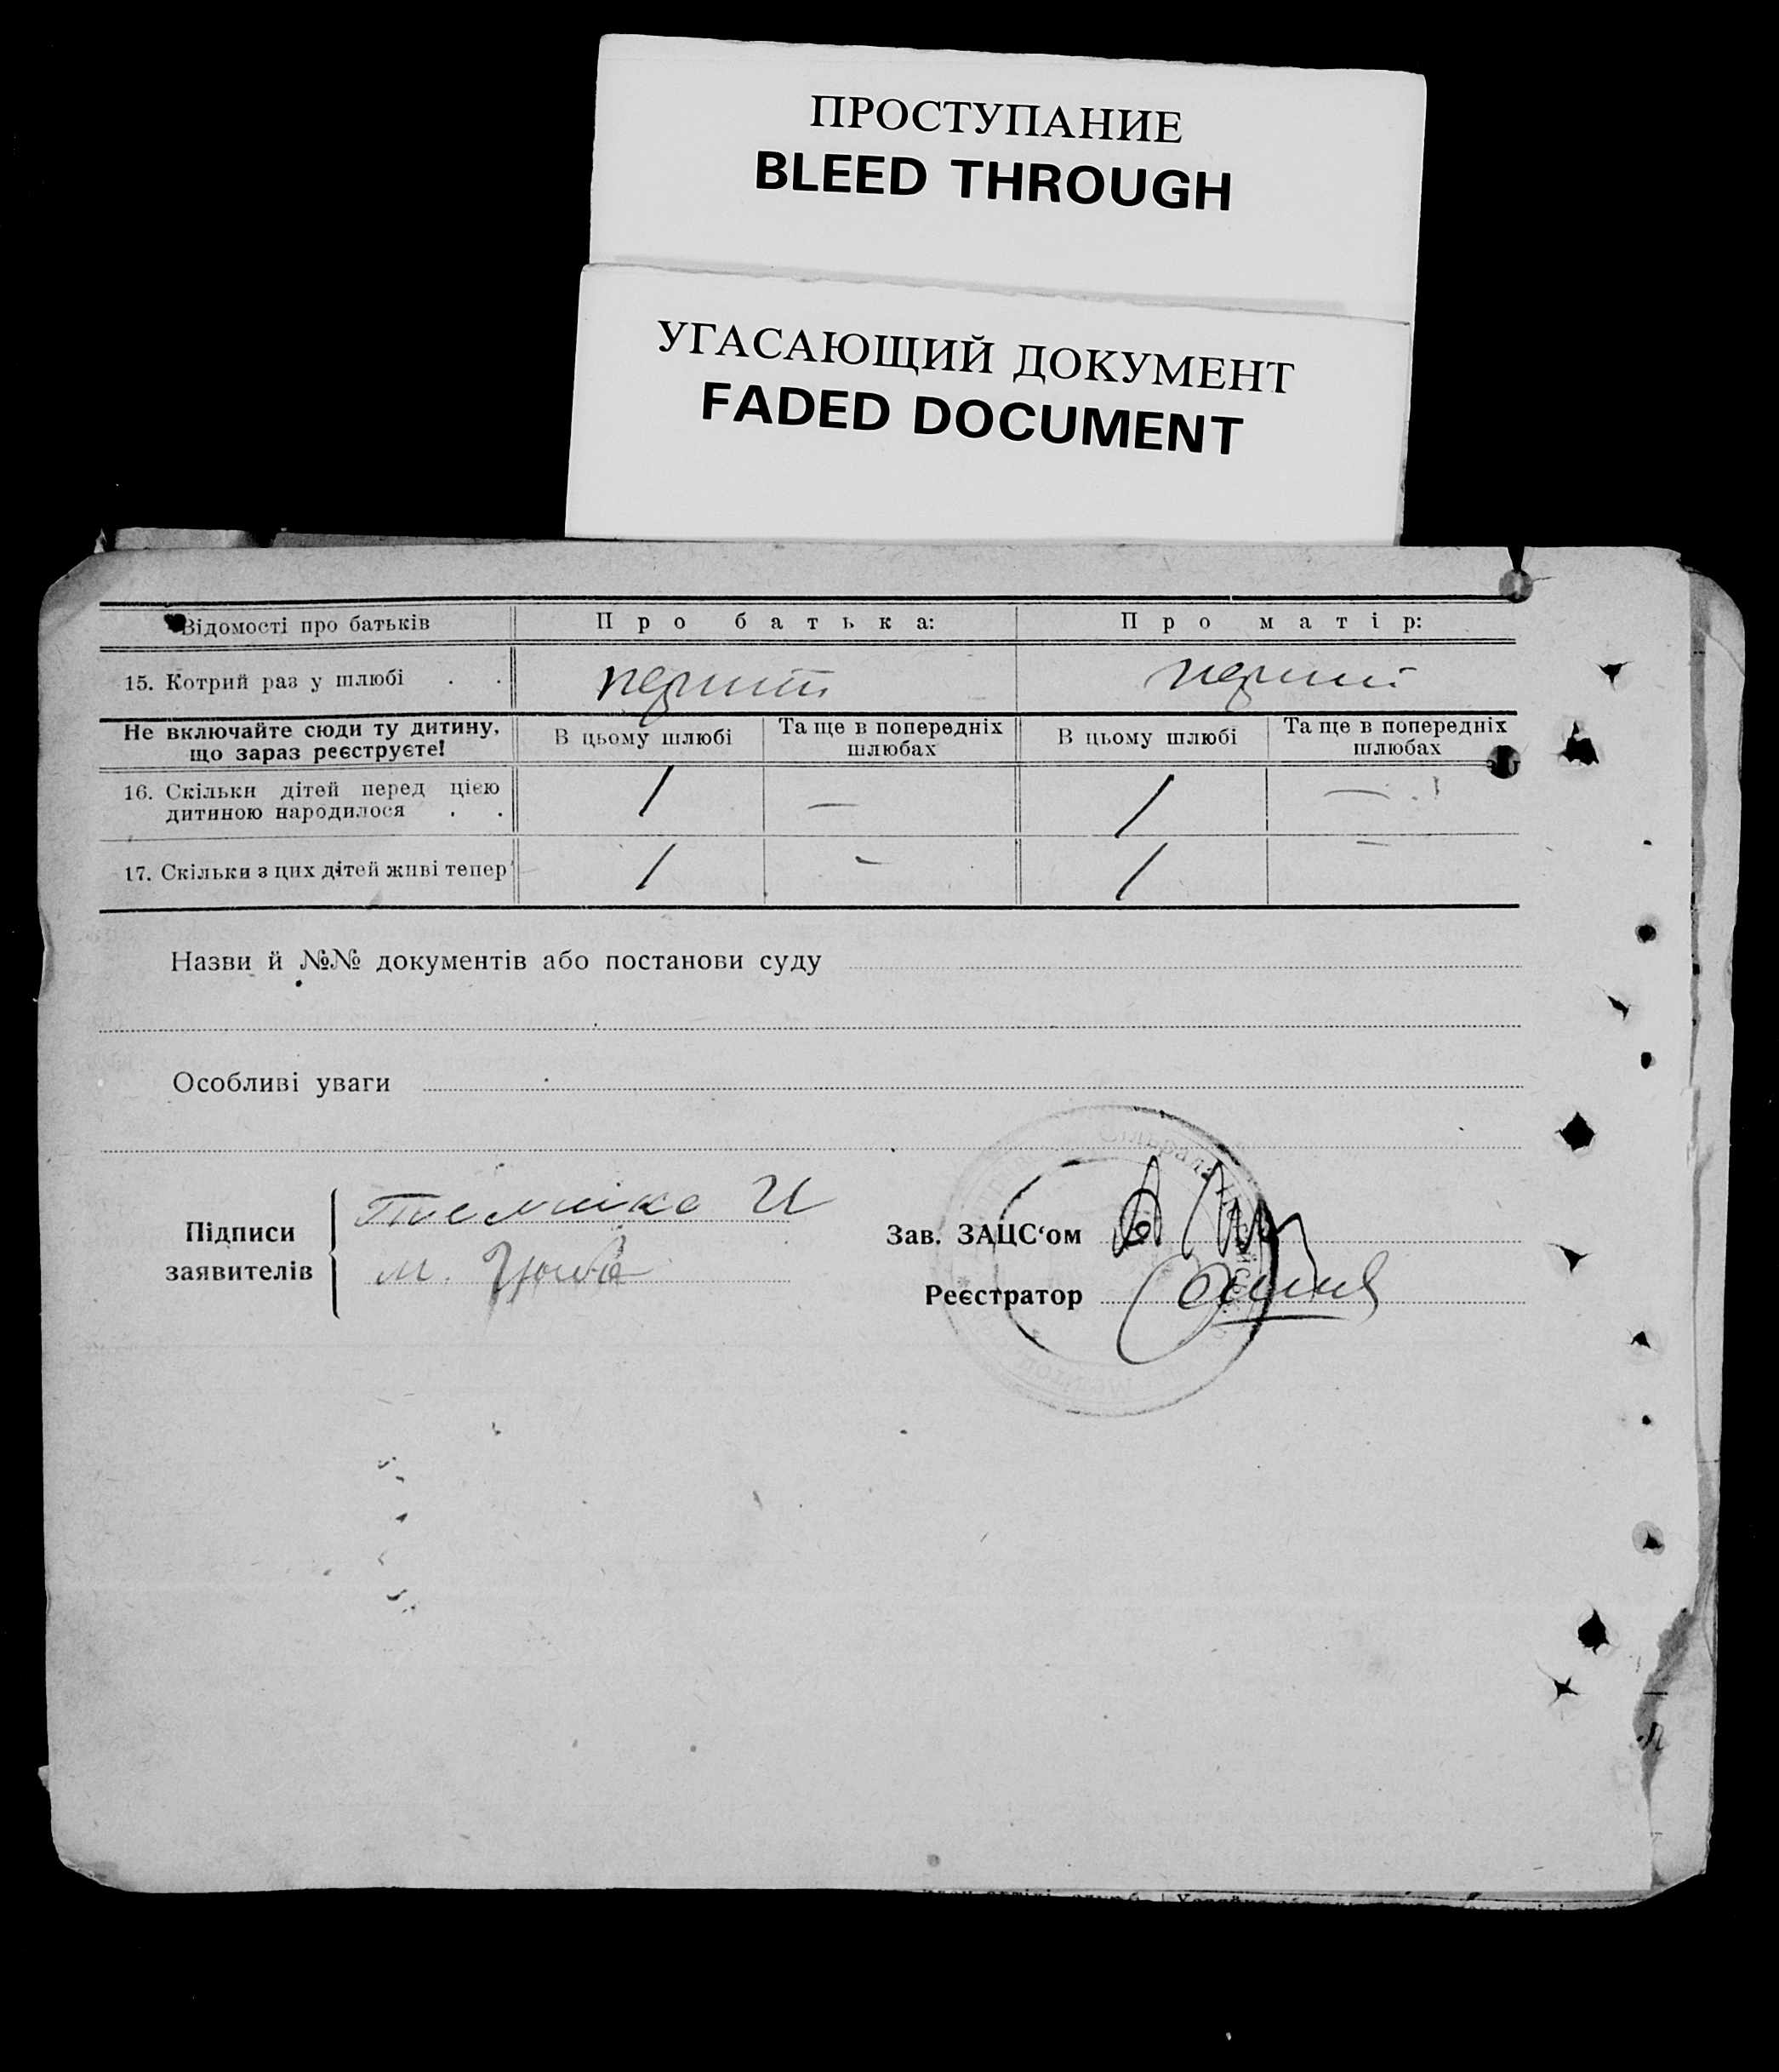 ПРОСТУПАНИЕ
BLEED THROUGH
УГАСАЮЩИЙ ДОКУМЕНТ
FADED DOCUMENT
Відомості про батьків Про батька: Про матір:
15. Котрий раз у шлюбі . . перший перший
Не включайте сюди ту дитину, що зараз реєструєте! В цьому шлюбі Та ще в попередніх шлюбах В цьому шлюбі Та ще в попередніх шлюбах
16. Скільки дітей перед цією дитиною народилося . . 1 — 1 —
17. Скільки з цих дітей живі тепер 1 - 1 —
Назви й №№ документів або постанови суду
Особливі уваги
Підписи заявителів
Зав. ЗАЦС‘ом
Реєстратор